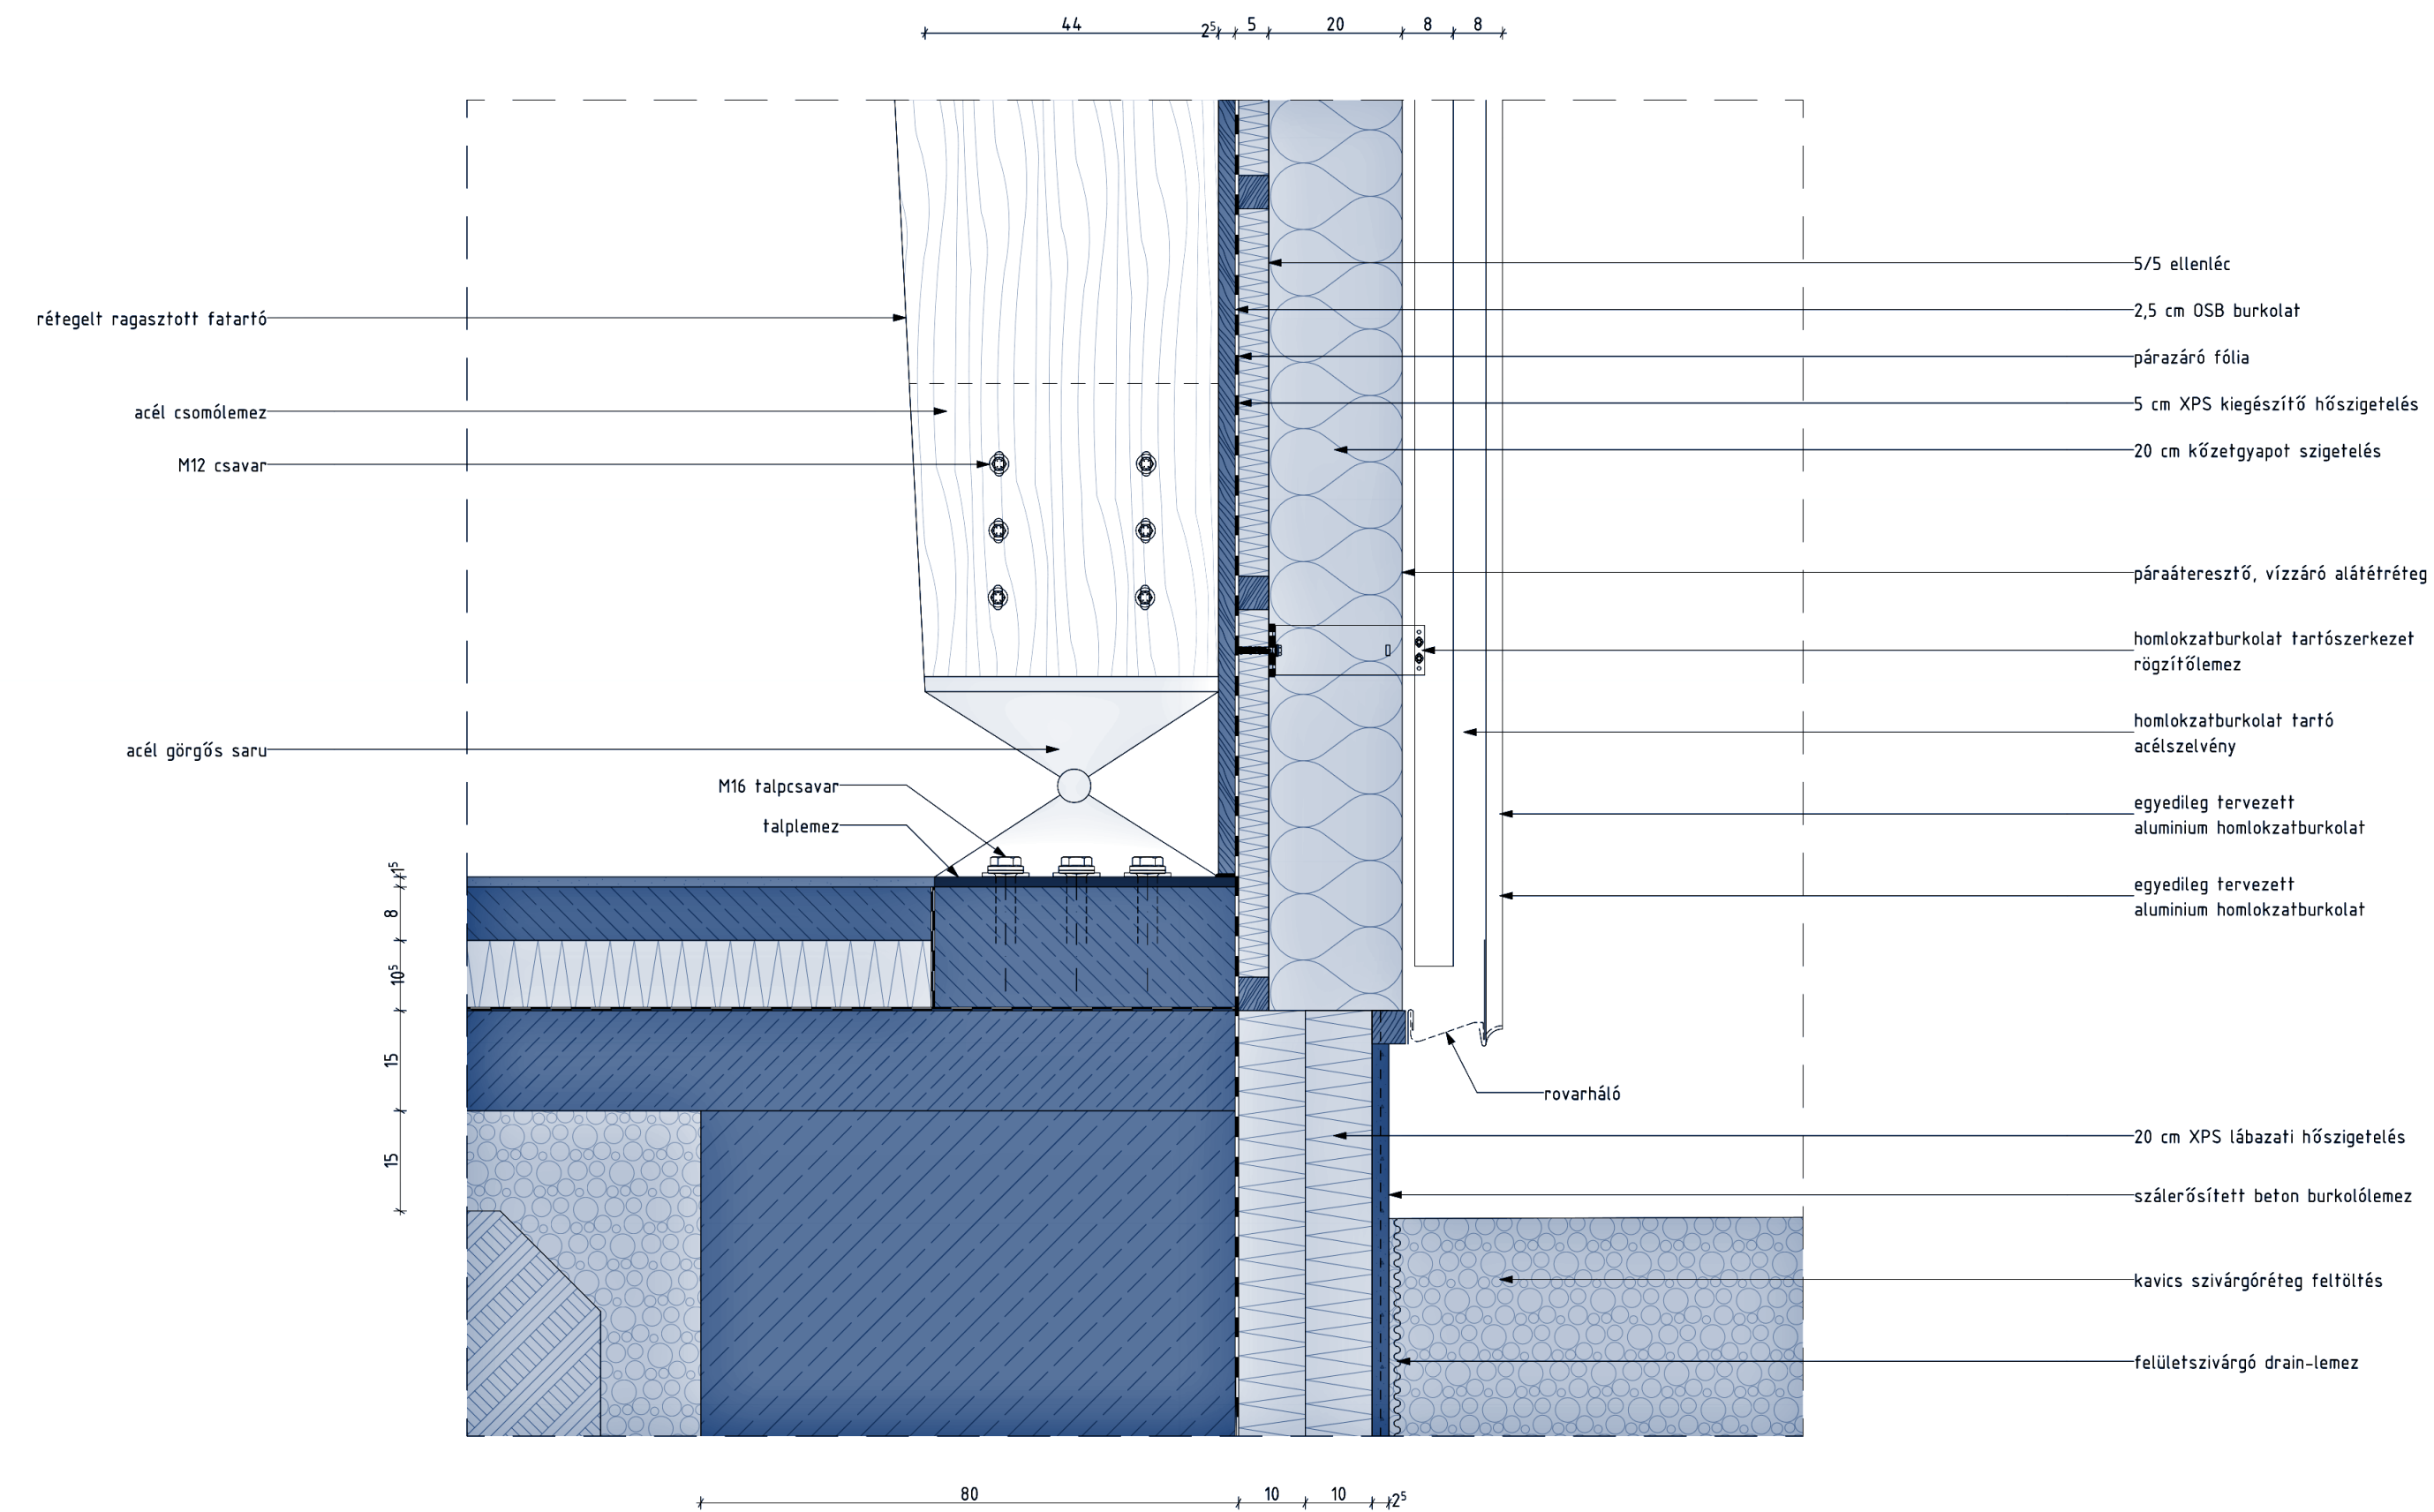 44
2⁵
5
20
8
8
rétegelt ragasztott fatartó
acél csomólemez
M12 csavar
acél görgős saru
M16 talpcsavar
talplemez
5/5 ellenléc
2,5 cm OSB burkolat
párazáró fólia
5 cm XPS kiegészítő hőszigetelés
20 cm kőzetgyapot szigetelés
páraáteresztő, vízzáró alátétréteg
homlokzatburkolat tartószerkezet
rögzítőlemez
homlokzatburkolat tartó
acélszelvény
egyedileg tervezett
aluminium homlokzatburkolat
egyedileg tervezett
aluminium homlokzatburkolat
rovarháló
20 cm XPS lábazati hőszigetelés
szálerősített beton burkolólemez
kavics szivárgóréteg feltöltés
felületszivárgó drain-lemez
1⁵
8
10⁵
15
15
80
10
10
2⁵